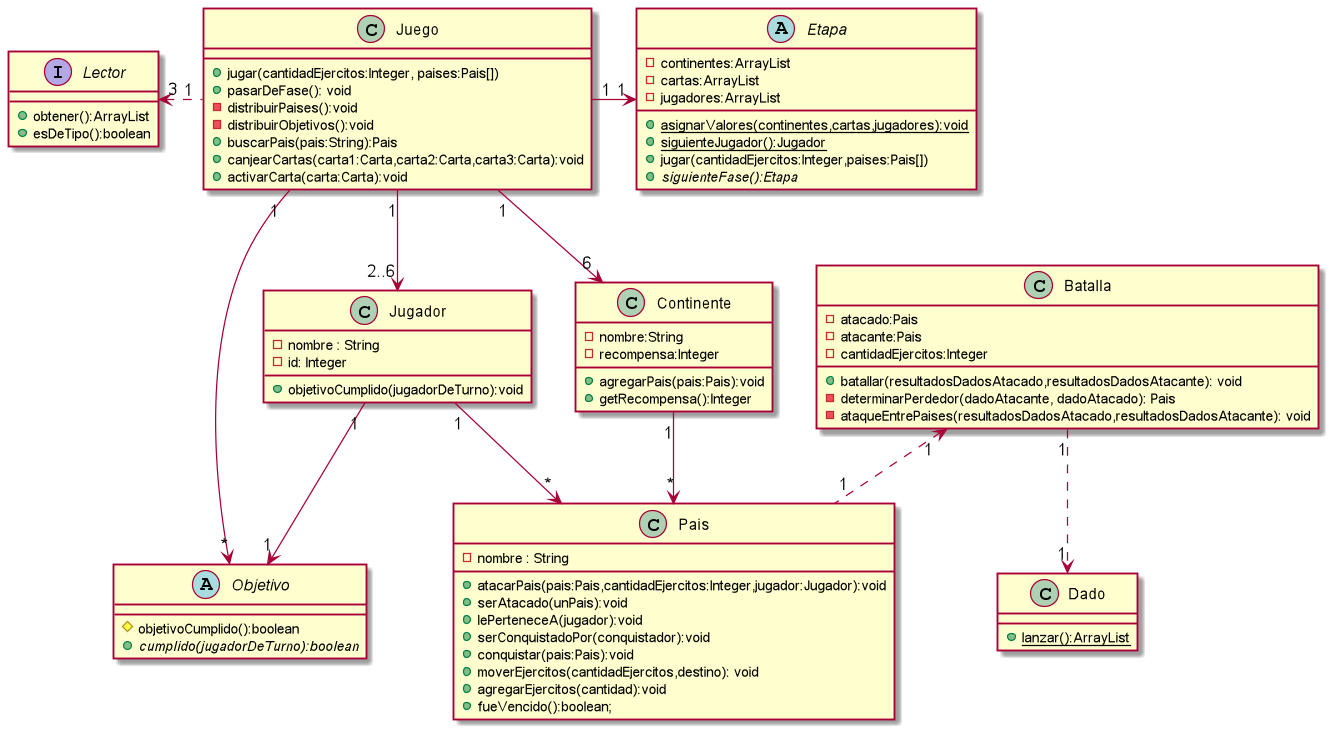 C Juego
jugar(cantidadEjercitos:Integer, paises:Pais[])
pasarDeFase(): void
distribuirPaises():void
distribuirObjetivos():void
buscarPais(pais:String):Pais
canjearCartas(carta1:Carta,carta2:Carta,carta3:Carta):void
activarCarta(carta:Carta):void
A Etapa
continentes:ArrayList
cartas:ArrayList
jugadores:ArrayList
asignarValores(continentes,cartas,jugadores):void
siguienteJugador():Jugador
jugar(cantidadEjercitos:Integer,paises:Pais[])
siguienteFase():Etapa
I Lector
obtener():ArrayList
esDeTipo():boolean
3 1
1 1
1
1
1
2..6
6
C Jugador
nombre : String
id: Integer
objetivoCumplido(jugadorDeTurno):void
C Continente
nombre:String
recompensa:Integer
agregarPais(pais:Pais):void
getRecompensa():Integer
C Batalla
atacado:Pais
atacante:Pais
cantidadEjercitos:Integer
batallar(resultadosDadosAtacado,resultadosDadosAtacante): void
determinarPerdedor(dadoAtacante, dadoAtacado): Pais
ataqueEntrePaises(resultadosDadosAtacado,resultadosDadosAtacante): void
1
1
1
1
1
*
*
1
*
1
1
A Objetivo
objetivoCumplido():boolean
cumplido(jugadorDeTurno):boolean
C Pais
nombre : String
atacarPais(pais:Pais,cantidadEjercitos:Integer,jugador:Jugador):void
serAtacado(unPais):void
lePerteneceA(jugador):void
serConquistadoPor(conquistador):void
conquistar(pais:Pais):void
moverEjercitos(cantidadEjercitos,destino): void
agregarEjercitos(cantidad):void
fueVencido():boolean;
C Dado
lanzar():ArrayList